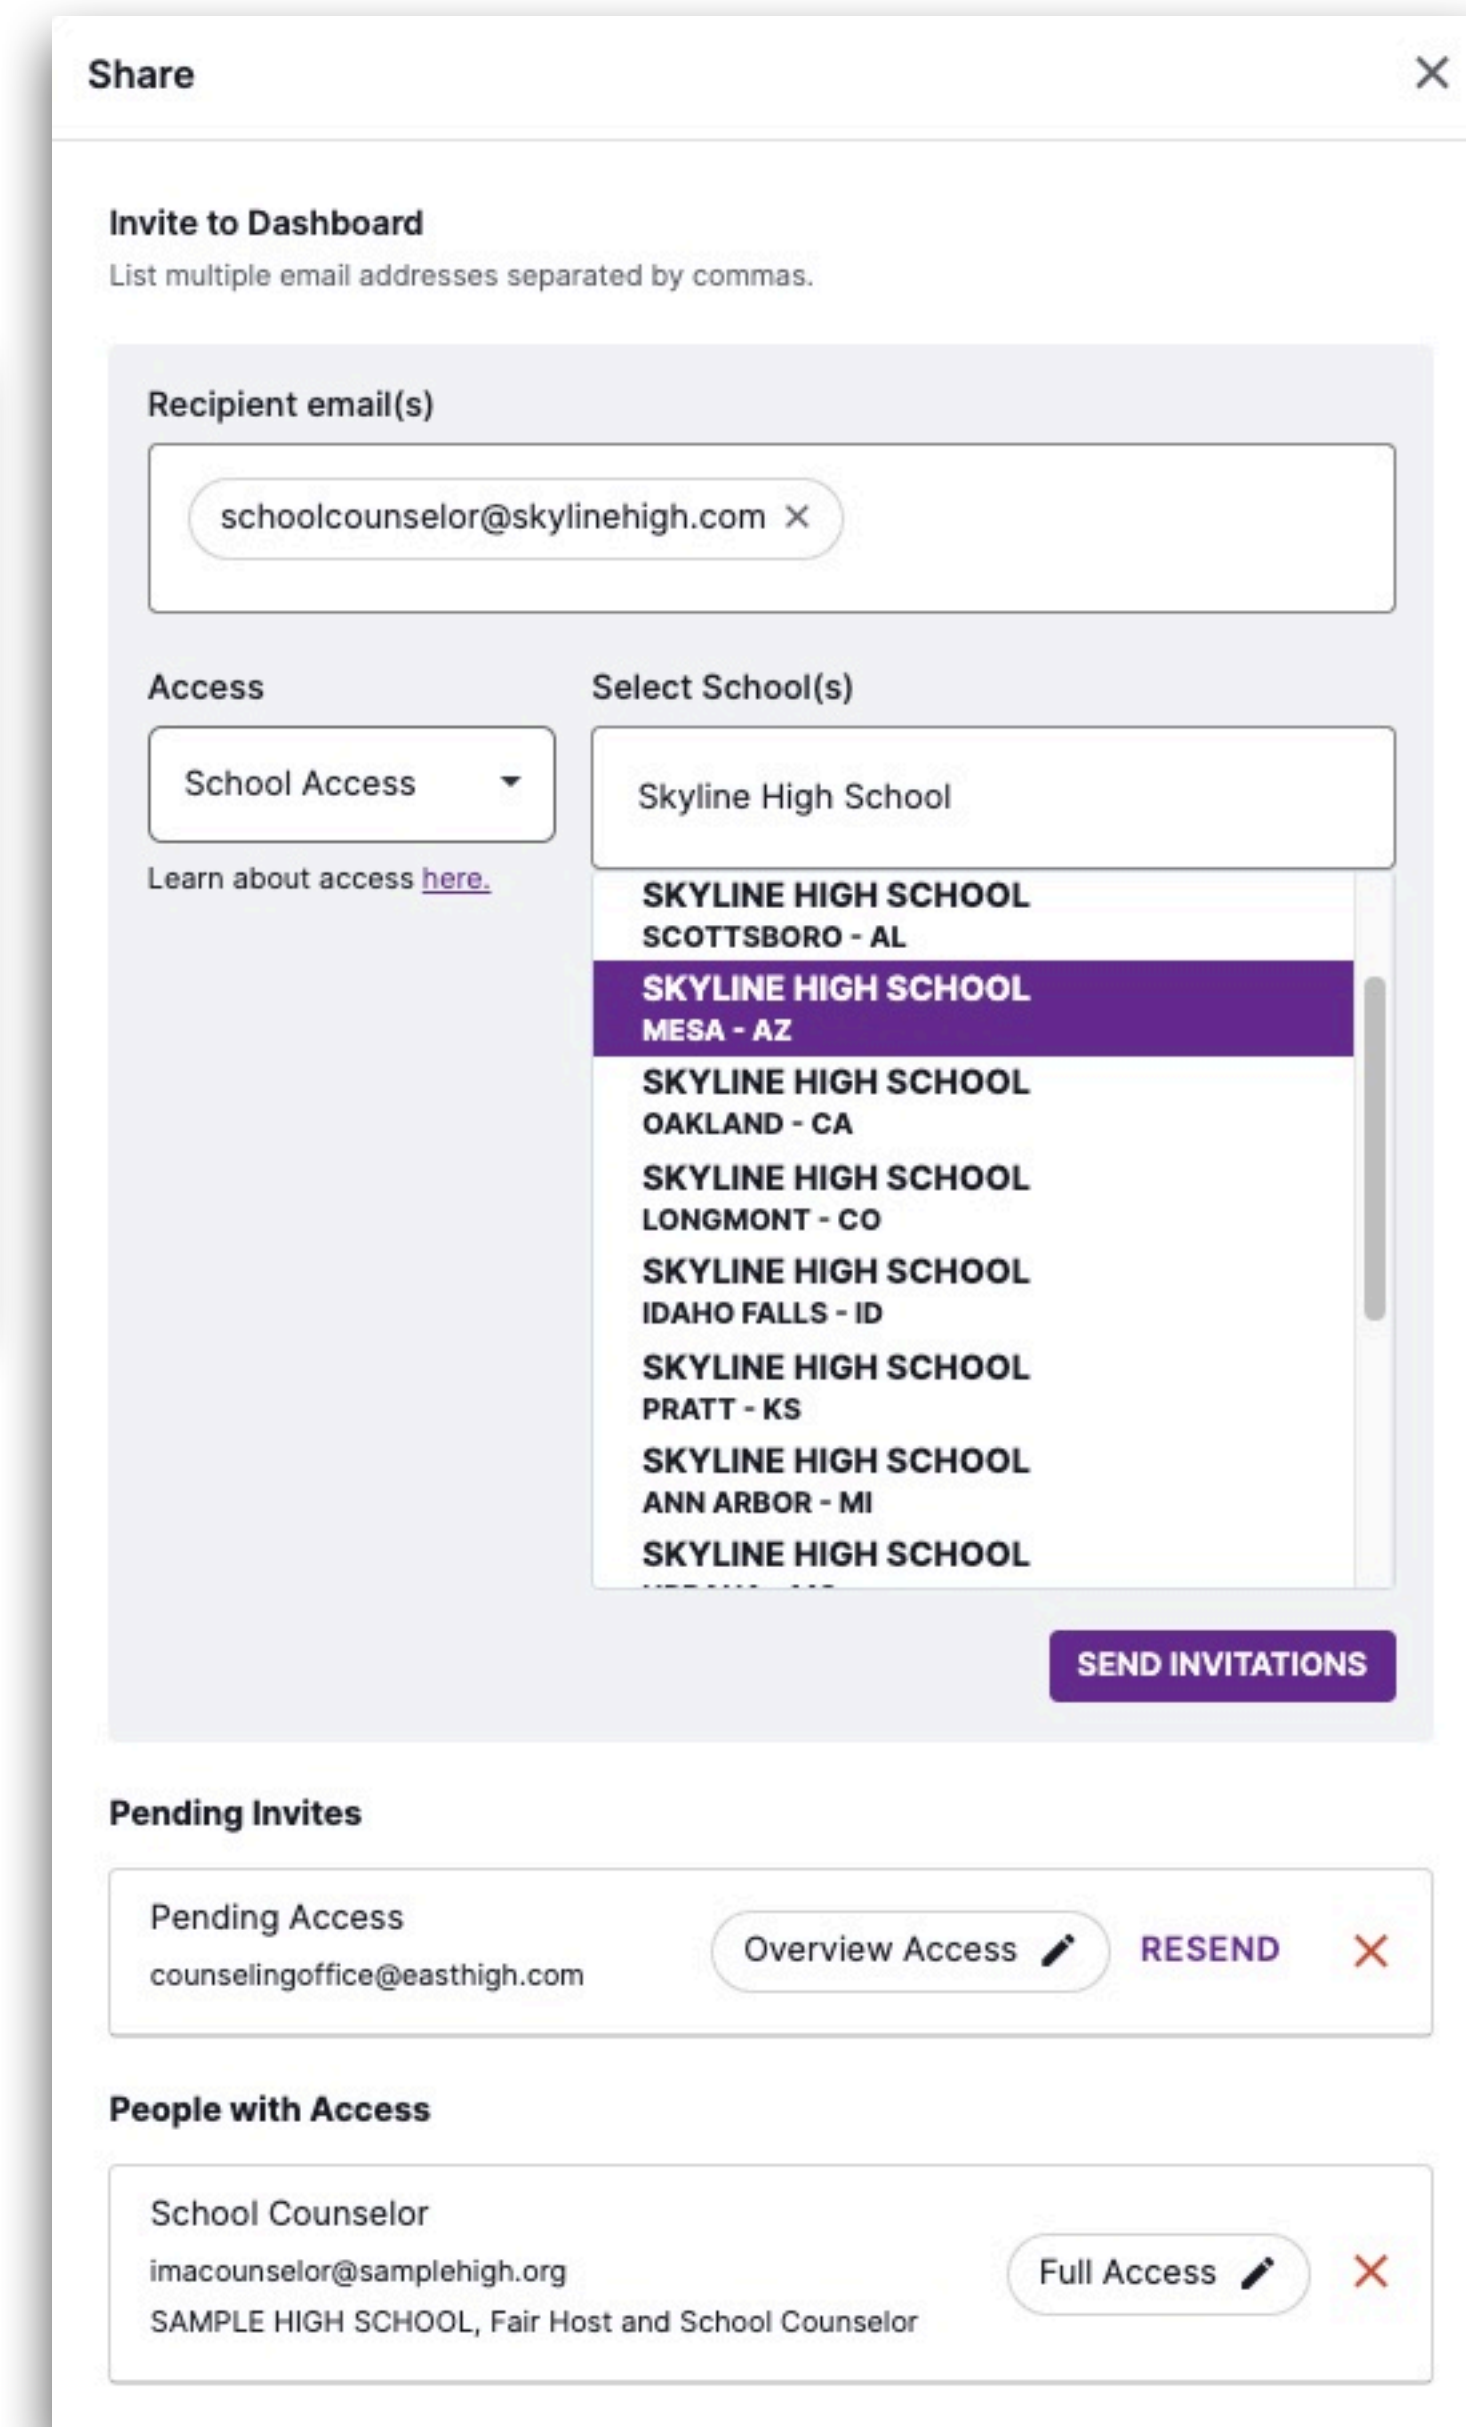 Share
Invite to Dashboard
List multiple email addresses separated by commas.
Recipient email(s)
schoolcounselor@skylinehigh.com
Access
Select School(s)
School Access
Skyline High School
Learn about access here.
SKYLINE HIGH SCHOOL
SCOTTSBORO - AL
SKYLINE HIGH SCHOOL
MESA - AZ
SKYLINE HIGH SCHOOL
OAKLAND - CA
SKYLINE HIGH SCHOOL
LONGMONT - CO
SKYLINE HIGH SCHOOL
IDAHO FALLS - ID
SKYLINE HIGH SCHOOL
PRATT - KS
SKYLINE HIGH SCHOOL
ANN ARBOR - MI
SKYLINE HIGH SCHOOL
SEND INVITATIONS
Pending Invites
Pending Access
counselingoffice@easthigh.com
Overview Access
RESEND
People with Access
School Counselor
imacounselor@samplehigh.org
SAMPLE HIGH SCHOOL, Fair Host and School Counselor
Full Access